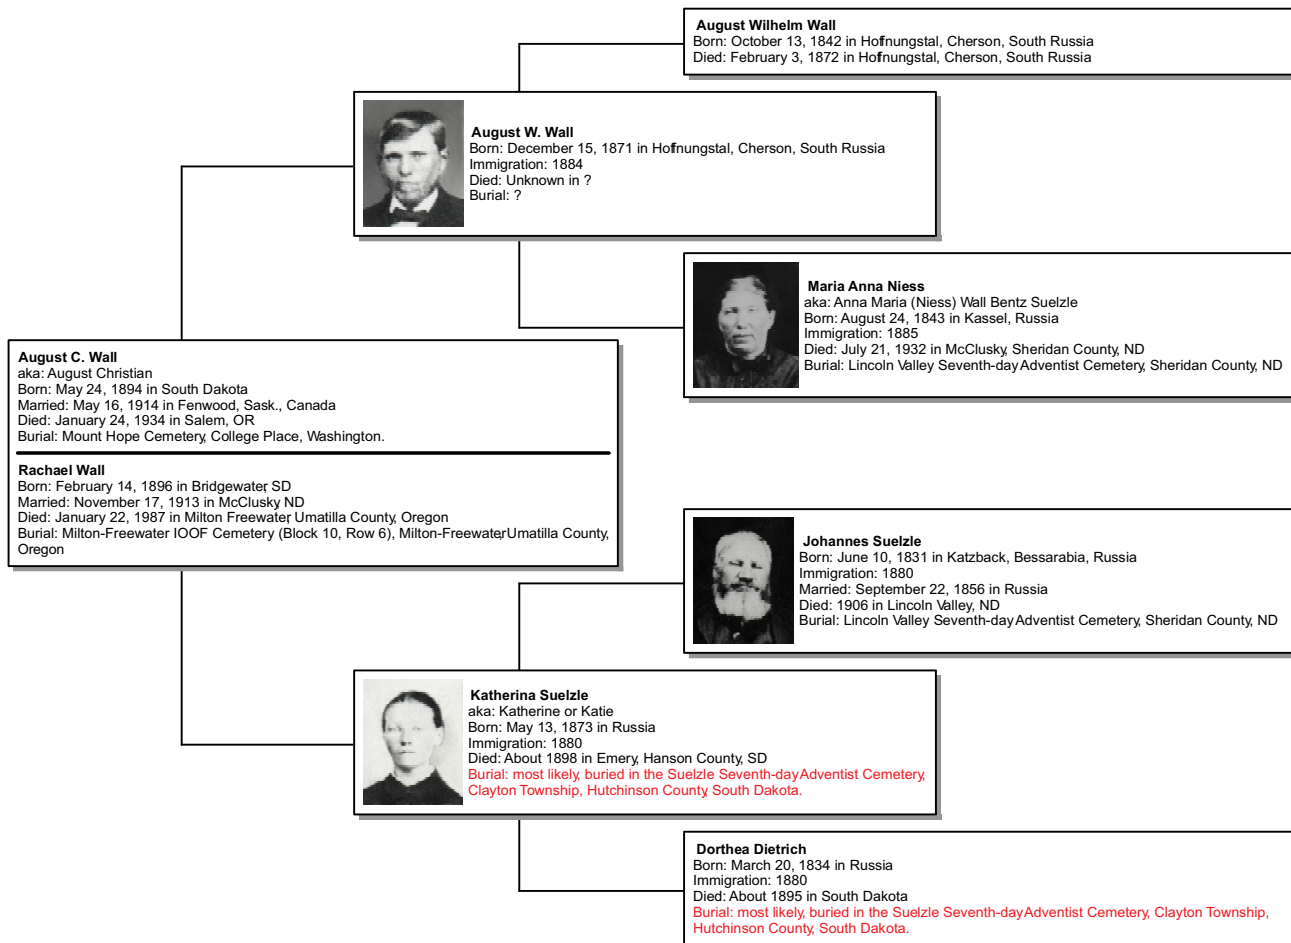 August Wilhelm Wall
Born: October 13, 1842 in Hoffnungstal, Cherson, South Russia
Died: February 3, 1872 in Hoffnungstal, Cherson, South Russia
August W. Wall
Born: December 15, 1871 in Hoffnungstal, Cherson, South Russia
Immigration: 1884
Died: Unknown in ?
Burial: ?
Maria Anna Niess
aka: Anna Maria (Niess) Wall Bentz Suelzle
Born: August 24, 1843 in Kassel, Russia
Immigration: 1885
Died: July 21, 1932 in McClusky, Sheridan County, ND
Burial: Lincoln Valley Seventh-day Adventist Cemetery, Sheridan County, ND
August C. Wall
aka: August Christian
Born: May 24, 1894 in South Dakota
Married: May 16, 1914 in Fenwood, Sask., Canada
Died: January 24, 1934 in Salem, OR
Burial: Mount Hope Cemetery, College Place, Washington.
Rachael Wall
Born: February 14, 1896 in Bridgewater, SD
Married: November 17, 1913 in McClusky, ND
Died: January 22, 1987 in Milton Freewater, Umatilla County, Oregon
Burial: Milton-Freewater IOOF Cemetery (Block 10, Row 6), Milton-Freewater, Umatilla County,
Oregon
Johannes Suelzle
Born: June 10, 1831 in Katzback, Bessarabia, Russia
Immigration: 1880
Married: September 22, 1856 in Russia
Died: 1906 in Lincoln Valley, ND
Burial: Lincoln Valley Seventh-day Adventist Cemetery, Sheridan County, ND
Katherina Suelzle
aka: Katherine or Katie
Born: May 13, 1873 in Russia
Immigration: 1880
Died: About 1898 in Emery, Hanson County, SD
Burial: most likely, buried in the Suelzle Seventh-day Adventist Cemetery,
Clayton Township, Hutchinson County, South Dakota.
Dorthea Dietrich
Born: March 20, 1834 in Russia
Immigration: 1880
Died: About 1895 in South Dakota
Burial: most likely, buried in the Suelzle Seventh-day Adventist Cemetery, Clayton Township,
Hutchinson County, South Dakota.